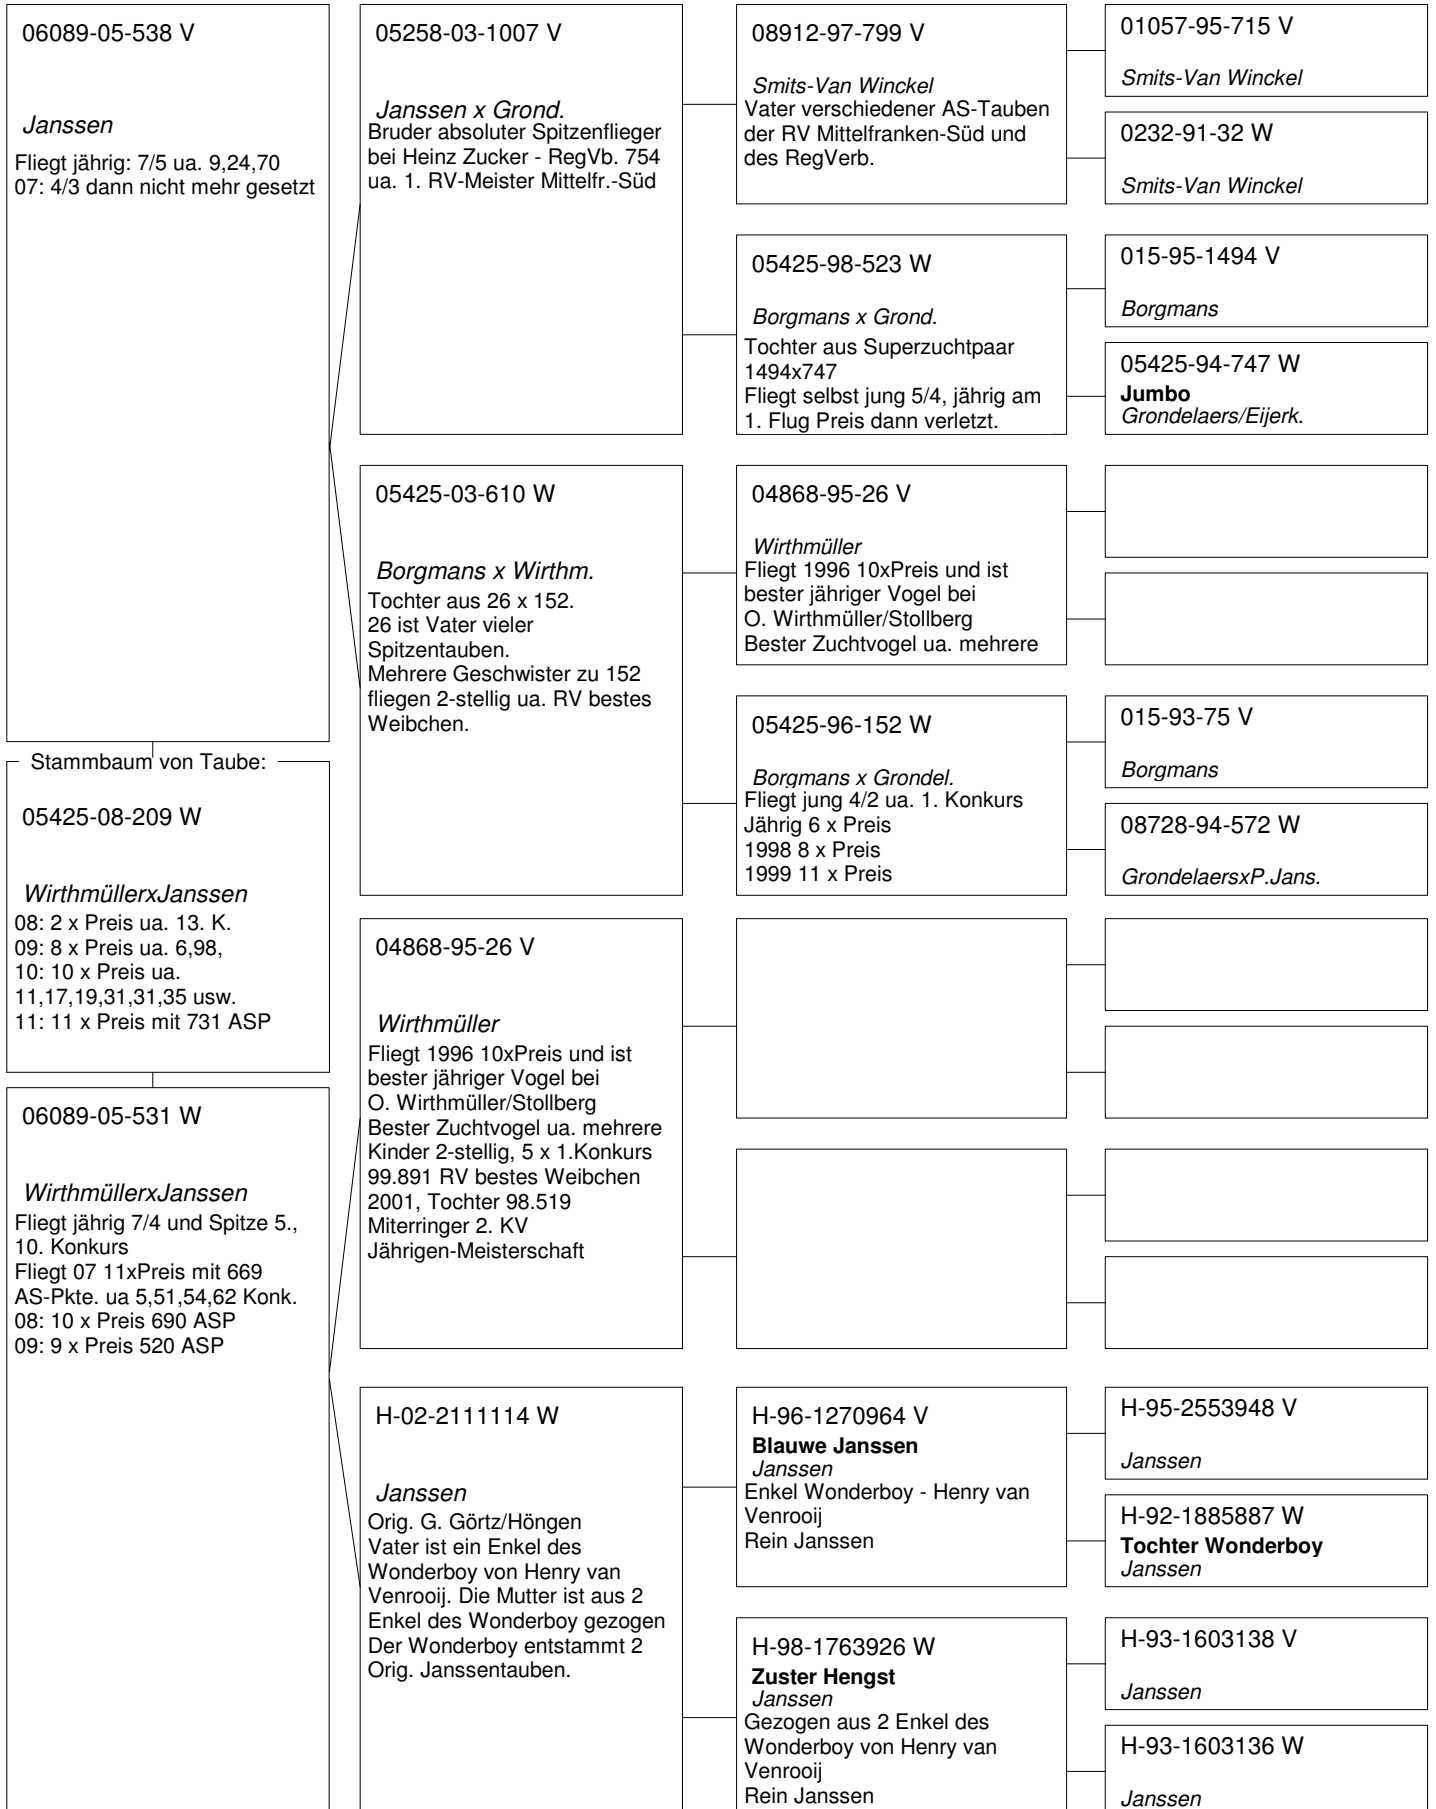 06089-05-538 V
Janssen
Fliegt jährig: 7/5 ua. 9,24,70
07: 4/3 dann nicht mehr gesetzt
Stammbaum von Taube:
05425-08-209 W
WirthmüllerxJanssen
08: 2 x Preis ua. 13. K.
09: 8 x Preis ua. 6,98,
10: 10 x Preis ua.
11,17,19,31,31,35 usw.
11: 11 x Preis mit 731 ASP
06089-05-531 W
WirthmüllerxJanssen
Fliegt jährig 7/4 und Spitze 5.,
10. Konkurs
Fliegt 07 11xPreis mit 669
AS-Pkte. ua 5,51,54,62 Konk.
08: 10 x Preis 690 ASP
09: 9 x Preis 520 ASP
05258-03-1007 V
Janssen x Grond.
Bruder absoluter Spitzenflieger
bei Heinz Zucker - RegVb. 754
ua. 1. RV-Meister Mittelfr.-Süd
05425-03-610 W
Borgmans x Wirthm.
Tochter aus 26 x 152.
26 ist Vater vieler
Spitzentauben.
Mehrere Geschwister zu 152
fliegen 2-stellig ua. RV bestes
Weibchen.
04868-95-26 V
Wirthmüller
Fliegt 1996 10xPreis und ist
bester jähriger Vogel bei
O. Wirthmüller/Stollberg
Bester Zuchtvogel ua. mehrere
Kinder 2-stellig, 5 x 1.Konkurs
99.891 RV bestes Weibchen
2001, Tochter 98.519
Miterringer 2. KV
Jährigen-Meisterschaft
H-02-2111114 W
Janssen
Orig. G. Görtz/Höngen
Vater ist ein Enkel des
Wonderboy von Henry van
Venrooij. Die Mutter ist aus 2
Enkel des Wonderboy gezogen
Der Wonderboy entstammt 2
Orig. Janssentauben.
08912-97-799 V
Smits-Van Winckel
Vater verschiedener AS-Tauben
der RV Mittelfranken-Süd und
des RegVerb.
05425-98-523 W
Borgmans x Grond.
Tochter aus Superzuchtpaar
1494x747
Fliegt selbst jung 5/4, jährig am
1. Flug Preis dann verletzt.
04868-95-26 V
Wirthmüller
Fliegt 1996 10xPreis und ist
bester jähriger Vogel bei
O. Wirthmüller/Stollberg
Bester Zuchtvogel ua. mehrere
05425-96-152 W
Borgmans x Grondel.
Fliegt jung 4/2 ua. 1. Konkurs
Jährig 6 x Preis
1998 8 x Preis
1999 11 x Preis
H-96-1270964 V
Blauwe Janssen
Janssen
Enkel Wonderboy - Henry van
Venrooij
Rein Janssen
H-98-1763926 W
Zuster Hengst
Janssen
Gezogen aus 2 Enkel des
Wonderboy von Henry van
Venrooij
Rein Janssen
01057-95-715 V
Smits-Van Winckel
0232-91-32 W
Smits-Van Winckel
015-95-1494 V
Borgmans
05425-94-747 W
Jumbo
Grondelaers/Eijerk.
015-93-75 V
Borgmans
08728-94-572 W
GrondelaersxP.Jans.
H-95-2553948 V
Janssen
H-92-1885887 W
Tochter Wonderboy
Janssen
H-93-1603138 V
Janssen
H-93-1603136 W
Janssen